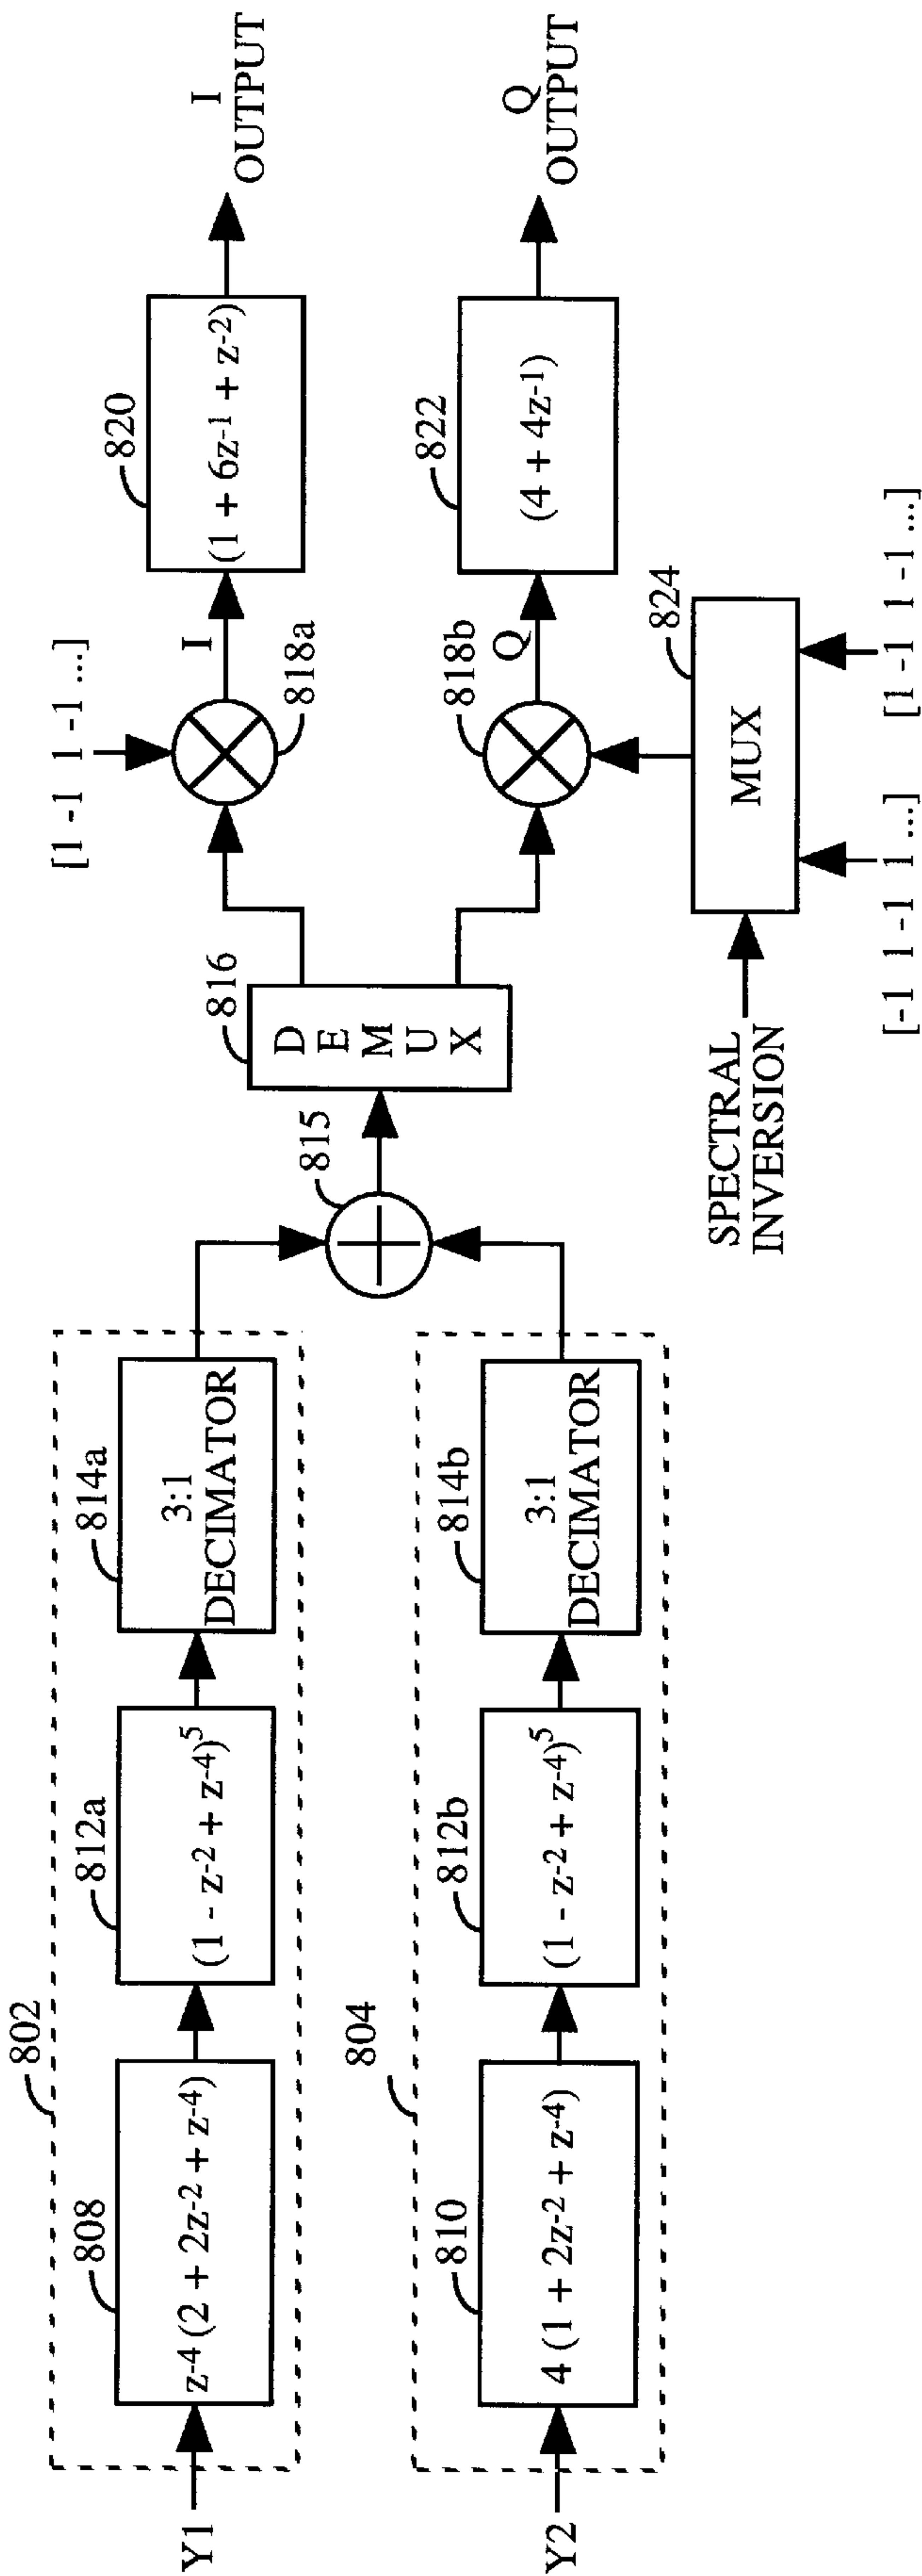 802
808
812a
814a
Y1
z-4 (2 + 2z-2 + z-4)
(1 - z-2 + z-4)5
3:1
DECIMATOR
804
810
812b
814b
Y2
4 (1 + 2z-2 + z-4)
(1 - z-2 + z-4)5
3:1
DECIMATOR
815
816
D
E
M
U
X
[1 -1 1 -1 ...]
818a
I
820
(1 + 6z-1 + z-2)
I
OUTPUT
818b
Q
822
(4 + 4z-1)
Q
OUTPUT
824
MUX
SPECTRAL
INVERSION
[-1 1 -1 1 ...]
[1 -1 1 -1 ...]